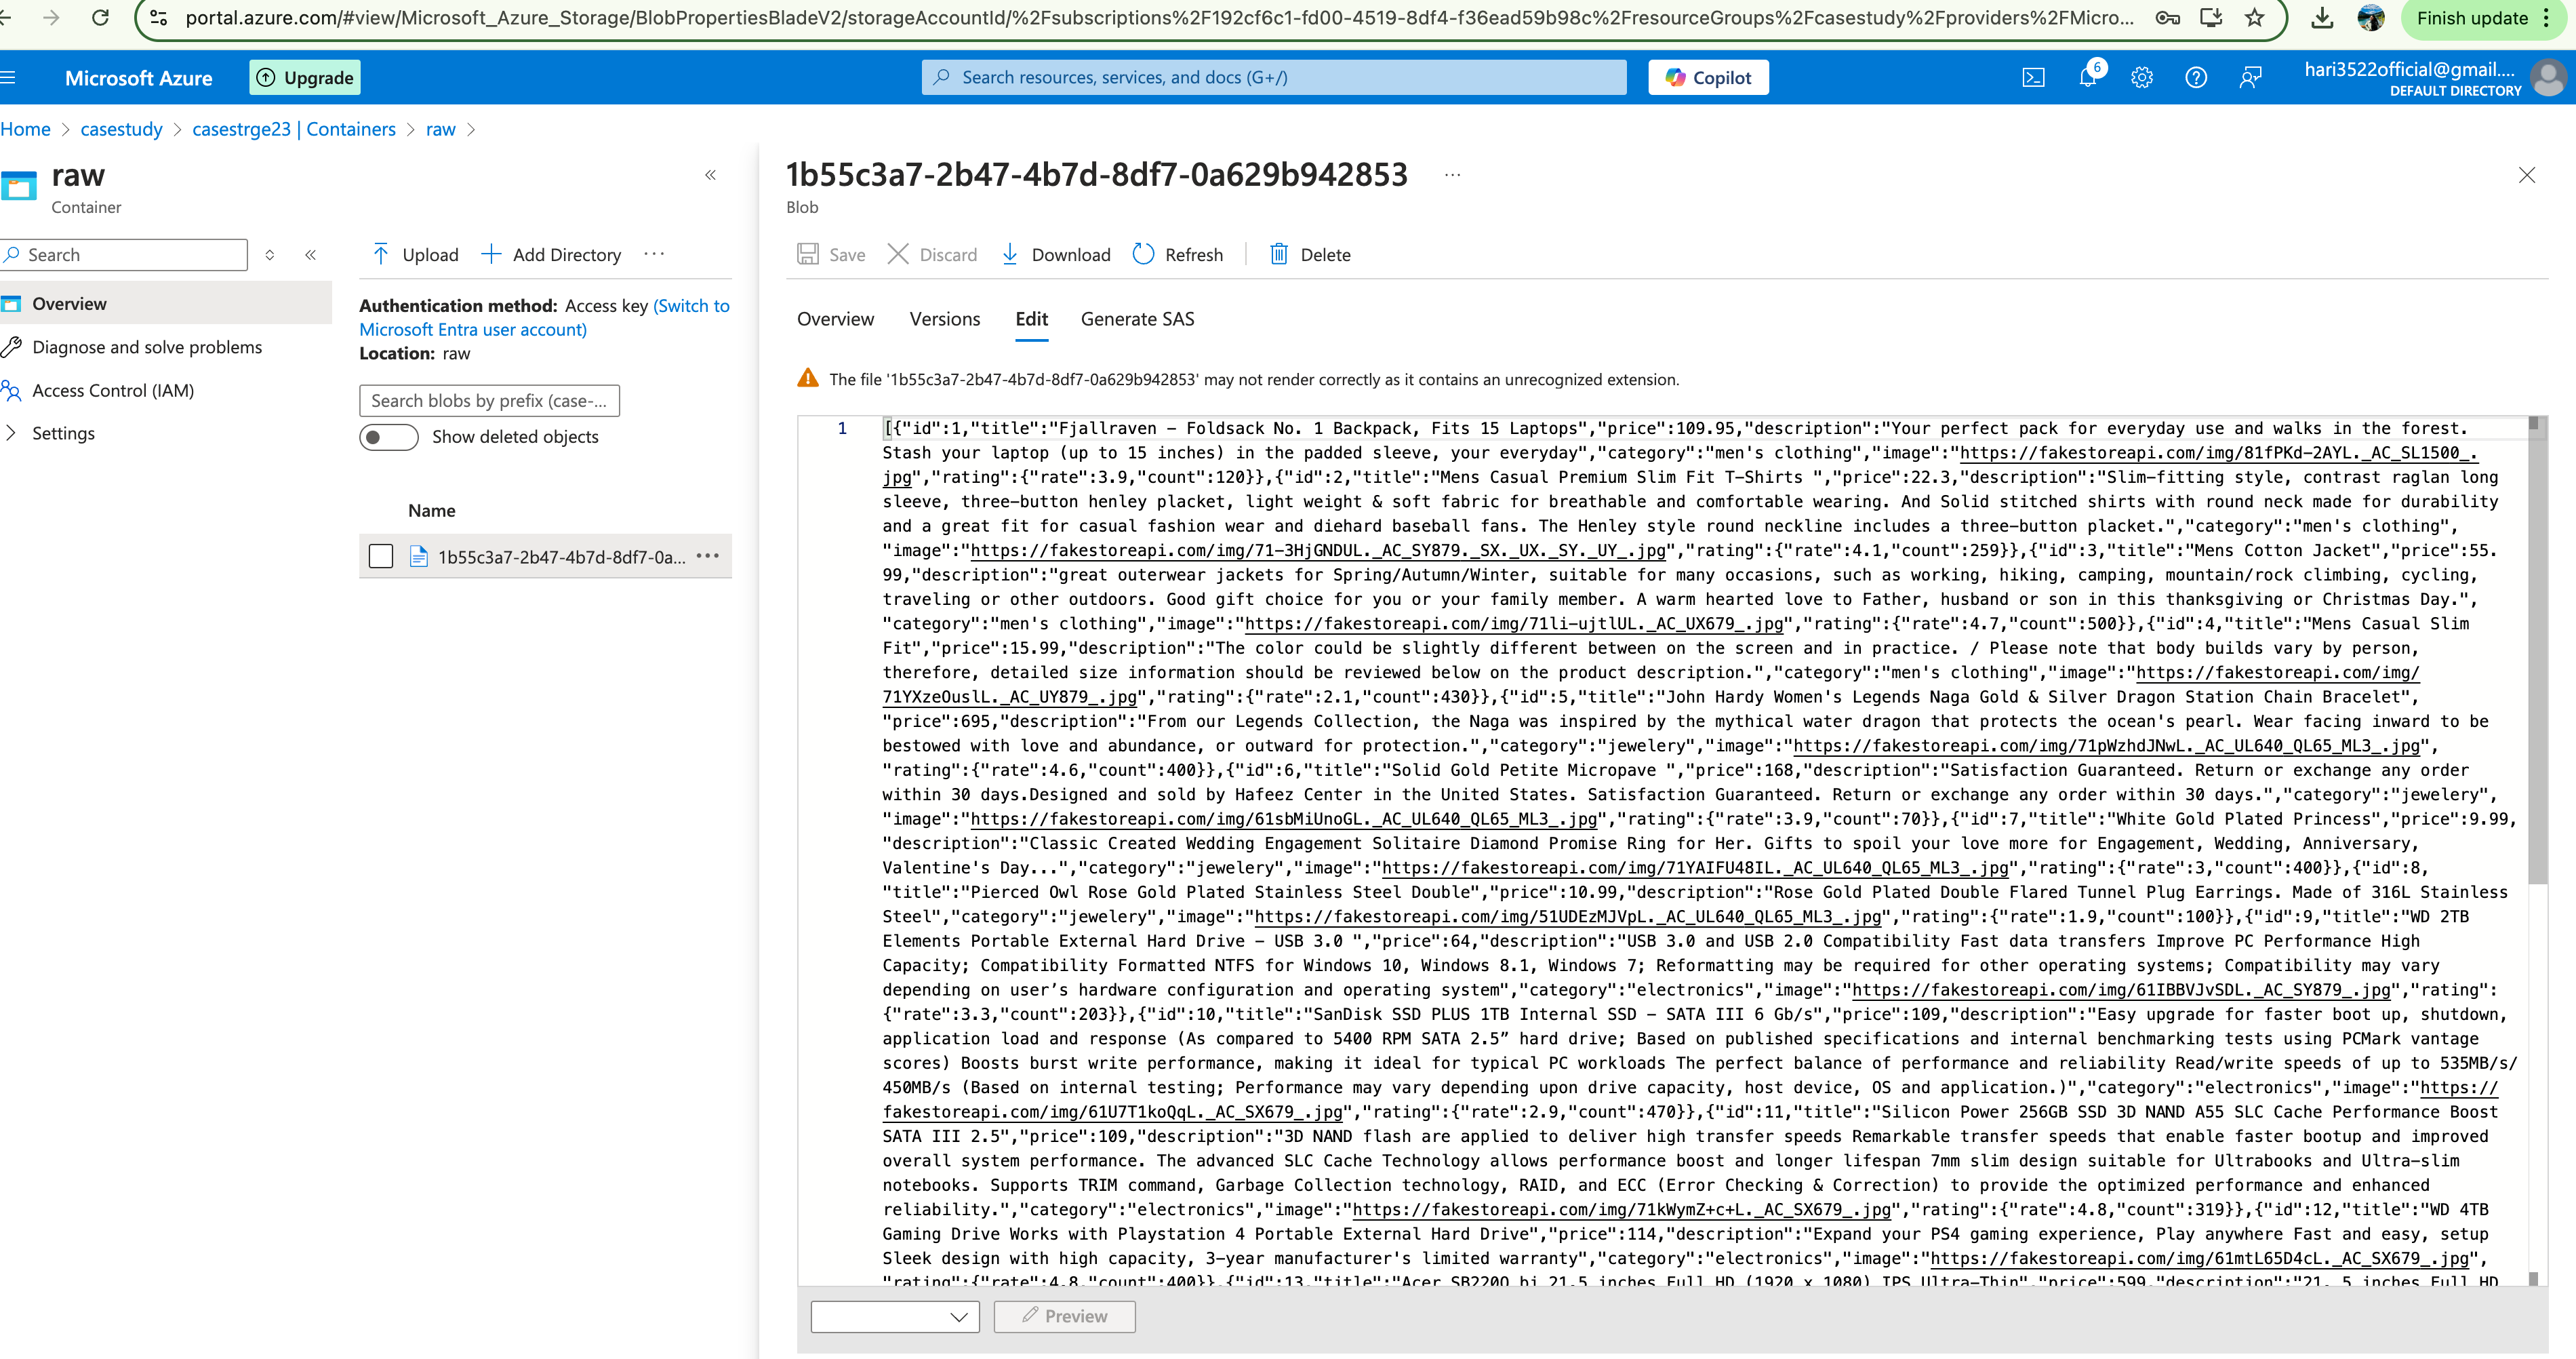 portal.azure.com/#view/Microsoft_Azure_Storage/BlobPropertiesBladeV2/storageAccountId/%2Fsubscriptions%2F192cf6c1-fd00-4519-8df4-f36ead59b98c%2FresourceGroups%2Fcasestudy%2Fproviders%2FMicro...
Finish update
Microsoft Azure
Upgrade
Search resources, services, and docs (G+/)
Copilot
6
hari3522official@gmail....
DEFAULT DIRECTORY
Home > casestudy > casestrge23 | Containers > raw >
raw
Container
Search
Overview
Diagnose and solve problems
Access Control (IAM)
Settings
Upload
Add Directory
Authentication method: Access key (Switch to
Microsoft Entra user account)
Location: raw
Search blobs by prefix (case-...
Show deleted objects
Name
1b55c3a7-2b47-4b7d-8df7-0a...
1b55c3a7-2b47-4b7d-8df7-0a629b942853
Blob
Save
Discard
Download
Refresh
Delete
Overview
Versions
Edit
Generate SAS
The file '1b55c3a7-2b47-4b7d-8df7-0a629b942853' may not render correctly as it contains an unrecognized extension.
1
[{"id":1,"title":"Fjallraven - Foldsack No. 1 Backpack, Fits 15 Laptops","price":109.95,"description":"Your perfect pack for everyday use and walks in the forest.
Stash your laptop (up to 15 inches) in the padded sleeve, your everyday","category":"men's clothing","image":"https://fakestoreapi.com/img/81fPKd-2AYL._AC_SL1500_.
jpg","rating":{"rate":3.9,"count":120}},{"id":2,"title":"Mens Casual Premium Slim Fit T-Shirts ","price":22.3,"description":"Slim-fitting style, contrast raglan long
sleeve, three-button henley placket, light weight & soft fabric for breathable and comfortable wearing. And Solid stitched shirts with round neck made for durability
and a great fit for casual fashion wear and diehard baseball fans. The Henley style round neckline includes a three-button placket.","category":"men's clothing",
"image":"https://fakestoreapi.com/img/71-3HjGNDUL._AC_SY879._SX._UX._SY._UY_.jpg","rating":{"rate":4.1,"count":259}},{"id":3,"title":"Mens Cotton Jacket","price":55.
99,"description":"great outerwear jackets for Spring/Autumn/Winter, suitable for many occasions, such as working, hiking, camping, mountain/rock climbing, cycling,
traveling or other outdoors. Good gift choice for you or your family member. A warm hearted love to Father, husband or son in this thanksgiving or Christmas Day.",
"category":"men's clothing","image":"https://fakestoreapi.com/img/71li-ujtlUL._AC_UX679_.jpg","rating":{"rate":4.7,"count":500}},{"id":4,"title":"Mens Casual Slim
Fit","price":15.99,"description":"The color could be slightly different between on the screen and in practice. / Please note that body builds vary by person,
therefore, detailed size information should be reviewed below on the product description.","category":"men's clothing","image":"https://fakestoreapi.com/img/
71YXzeOuslL._AC_UY879_.jpg","rating":{"rate":2.1,"count":430}},{"id":5,"title":"John Hardy Women's Legends Naga Gold & Silver Dragon Station Chain Bracelet",
"price":695,"description":"From our Legends Collection, the Naga was inspired by the mythical water dragon that protects the ocean's pearl. Wear facing inward to be
bestowed with love and abundance, or outward for protection.","category":"jewelery","image":"https://fakestoreapi.com/img/71pWzhdJNwL._AC_UL640_QL65_ML3_.jpg",
"rating":{"rate":4.6,"count":400}},{"id":6,"title":"Solid Gold Petite Micropave ","price":168,"description":"Satisfaction Guaranteed. Return or exchange any order
within 30 days.Designed and sold by Hafeez Center in the United States. Satisfaction Guaranteed. Return or exchange any order within 30 days.","category":"jewelery",
"image":"https://fakestoreapi.com/img/61sbMiUnoGL._AC_UL640_QL65_ML3_.jpg","rating":{"rate":3.9,"count":70}},{"id":7,"title":"White Gold Plated Princess","price":9.99,
"description":"Classic Created Wedding Engagement Solitaire Diamond Promise Ring for Her. Gifts to spoil your love more for Engagement, Wedding, Anniversary,
Valentine's Day...","category":"jewelery","image":"https://fakestoreapi.com/img/71YAIFU48IL._AC_UL640_QL65_ML3_.jpg","rating":{"rate":3,"count":400}},{"id":8,
"title":"Pierced Owl Rose Gold Plated Stainless Steel Double","price":10.99,"description":"Rose Gold Plated Double Flared Tunnel Plug Earrings. Made of 316L Stainless
Steel","category":"jewelery","image":"https://fakestoreapi.com/img/51UDEzMJVpL._AC_UL640_QL65_ML3_.jpg","rating":{"rate":1.9,"count":100}},{"id":9,"title":"WD 2TB
Elements Portable External Hard Drive - USB 3.0 ","price":64,"description":"USB 3.0 and USB 2.0 Compatibility Fast data transfers Improve PC Performance High
Capacity; Compatibility Formatted NTFS for Windows 10, Windows 8.1, Windows 7; Reformatting may be required for other operating systems; Compatibility may vary
depending on user’s hardware configuration and operating system","category":"electronics","image":"https://fakestoreapi.com/img/61IBBVJvSDL._AC_SY879_.jpg","rating":
{"rate":3.3,"count":203}},{"id":10,"title":"SanDisk SSD PLUS 1TB Internal SSD - SATA III 6 Gb/s","price":109,"description":"Easy upgrade for faster boot up, shutdown,
application load and response (As compared to 5400 RPM SATA 2.5” hard drive; Based on published specifications and internal benchmarking tests using PCMark vantage
scores) Boosts burst write performance, making it ideal for typical PC workloads The perfect balance of performance and reliability Read/write speeds of up to 535MB/s/
450MB/s (Based on internal testing; Performance may vary depending upon drive capacity, host device, OS and application.)","category":"electronics","image":"https://
fakestoreapi.com/img/61U7T1koQqL._AC_SX679_.jpg","rating":{"rate":2.9,"count":470}},{"id":11,"title":"Silicon Power 256GB SSD 3D NAND A55 SLC Cache Performance Boost
SATA III 2.5","price":109,"description":"3D NAND flash are applied to deliver high transfer speeds Remarkable transfer speeds that enable faster bootup and improved
overall system performance. The advanced SLC Cache Technology allows performance boost and longer lifespan 7mm slim design suitable for Ultrabooks and Ultra-slim
notebooks. Supports TRIM command, Garbage Collection technology, RAID, and ECC (Error Checking & Correction) to provide the optimized performance and enhanced
reliability.","category":"electronics","image":"https://fakestoreapi.com/img/71kWymZ+c+L._AC_SX679_.jpg","rating":{"rate":4.8,"count":319}},{"id":12,"title":"WD 4TB
Gaming Drive Works with Playstation 4 Portable External Hard Drive","price":114,"description":"Expand your PS4 gaming experience, Play anywhere Fast and easy, setup
Sleek design with high capacity, 3-year manufacturer's limited warranty","category":"electronics","image":"https://fakestoreapi.com/img/61mtL65D4cL._AC_SX679_.jpg",
"rating":{"rate":4.8,"count":400}},{"id":13,"title":"Acer SB220Q bi 21.5 inches Full HD (1920 x 1080) IPS Ultra-Thin","price":599,"description":"21. 5 inches Full HD
Preview